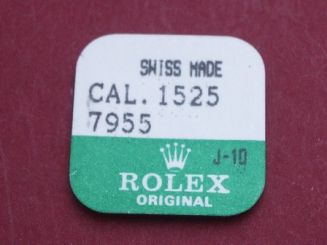 SWISS MADE
CAL. 1525
7955
J-10
ROLEX
ORIGINAL